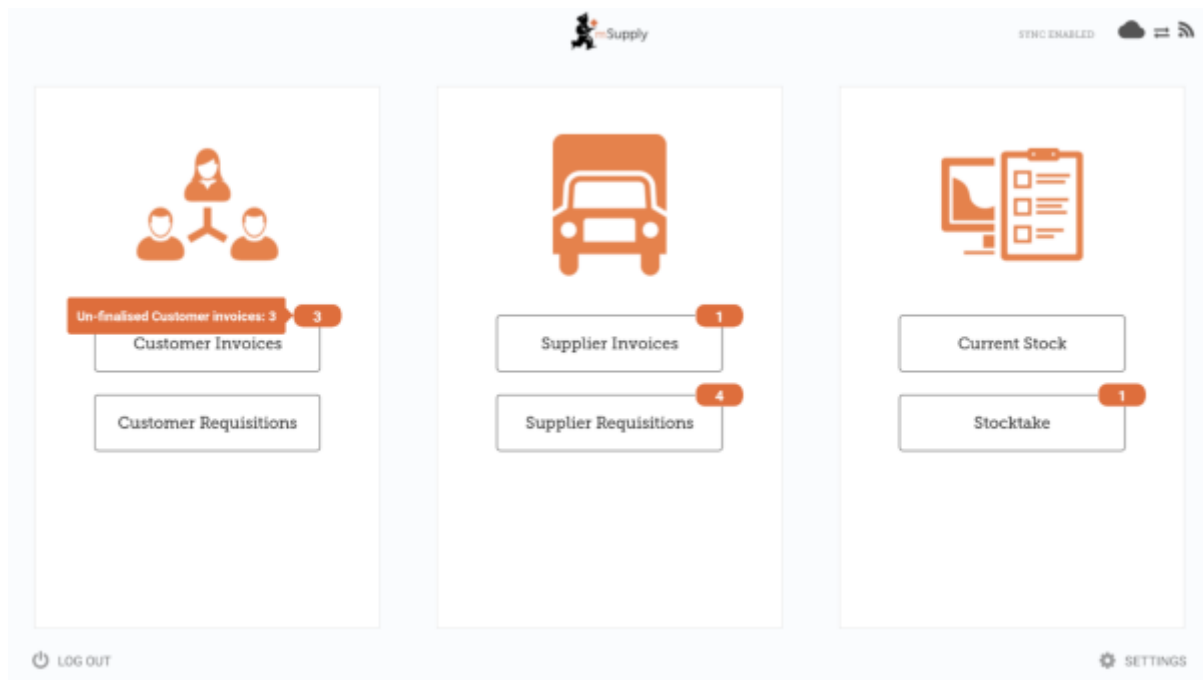 mSupply
SYNC ENABLED
Un-finalised Customer invoices: 3
3
Customer Invoices
Customer Requisitions
1
Supplier Invoices
4
Supplier Requisitions
Current Stock
1
Stocktake
LOG OUT
SETTINGS